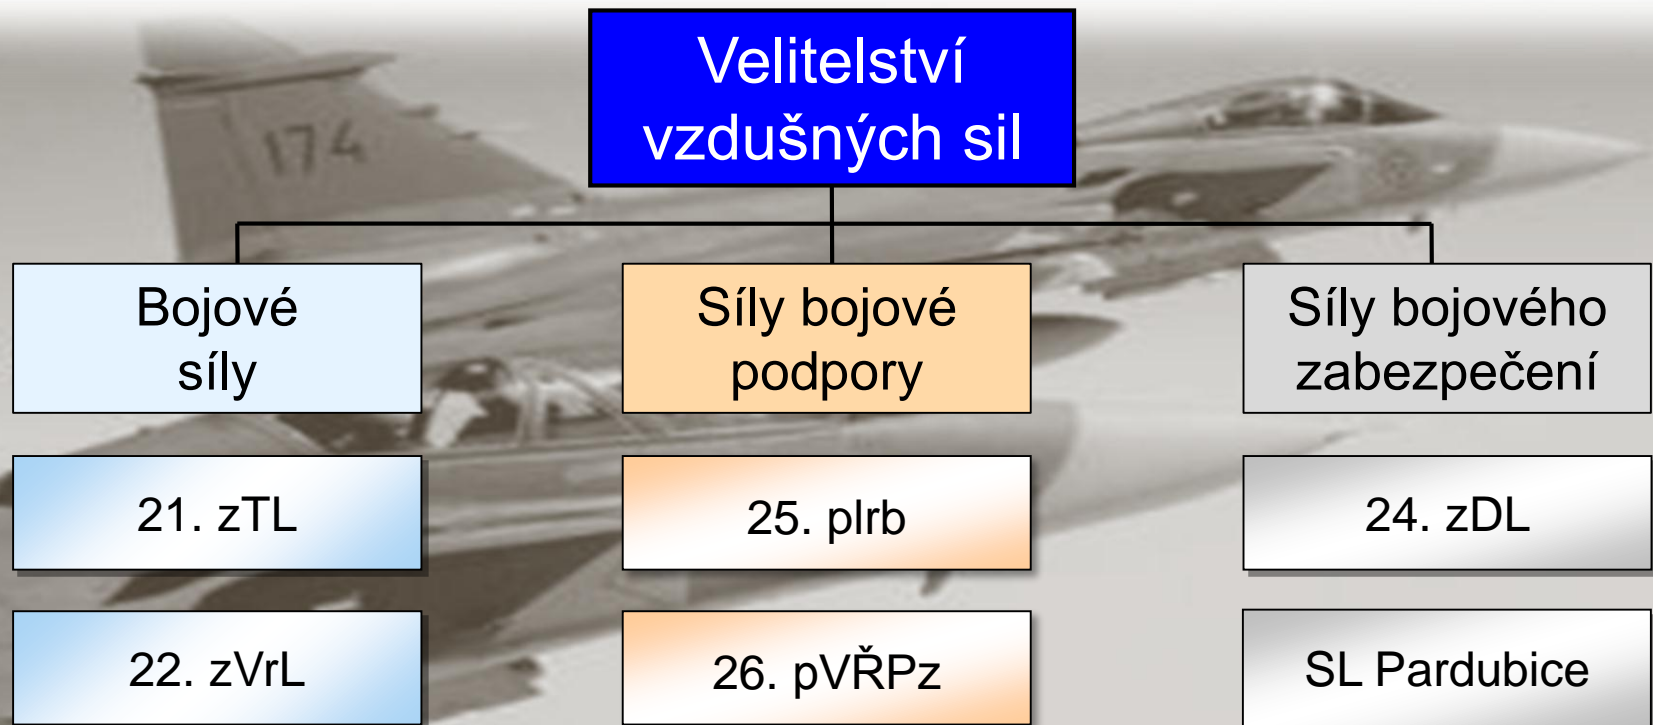 Velitelství
vzdušných sil
174
Bojové
síly
Síly bojové
podpory
Síly bojového
zabezpečení
21. zTL
25. plrb
24. zDL
22. zVrL
26. pVŘPz
SL Pardubice